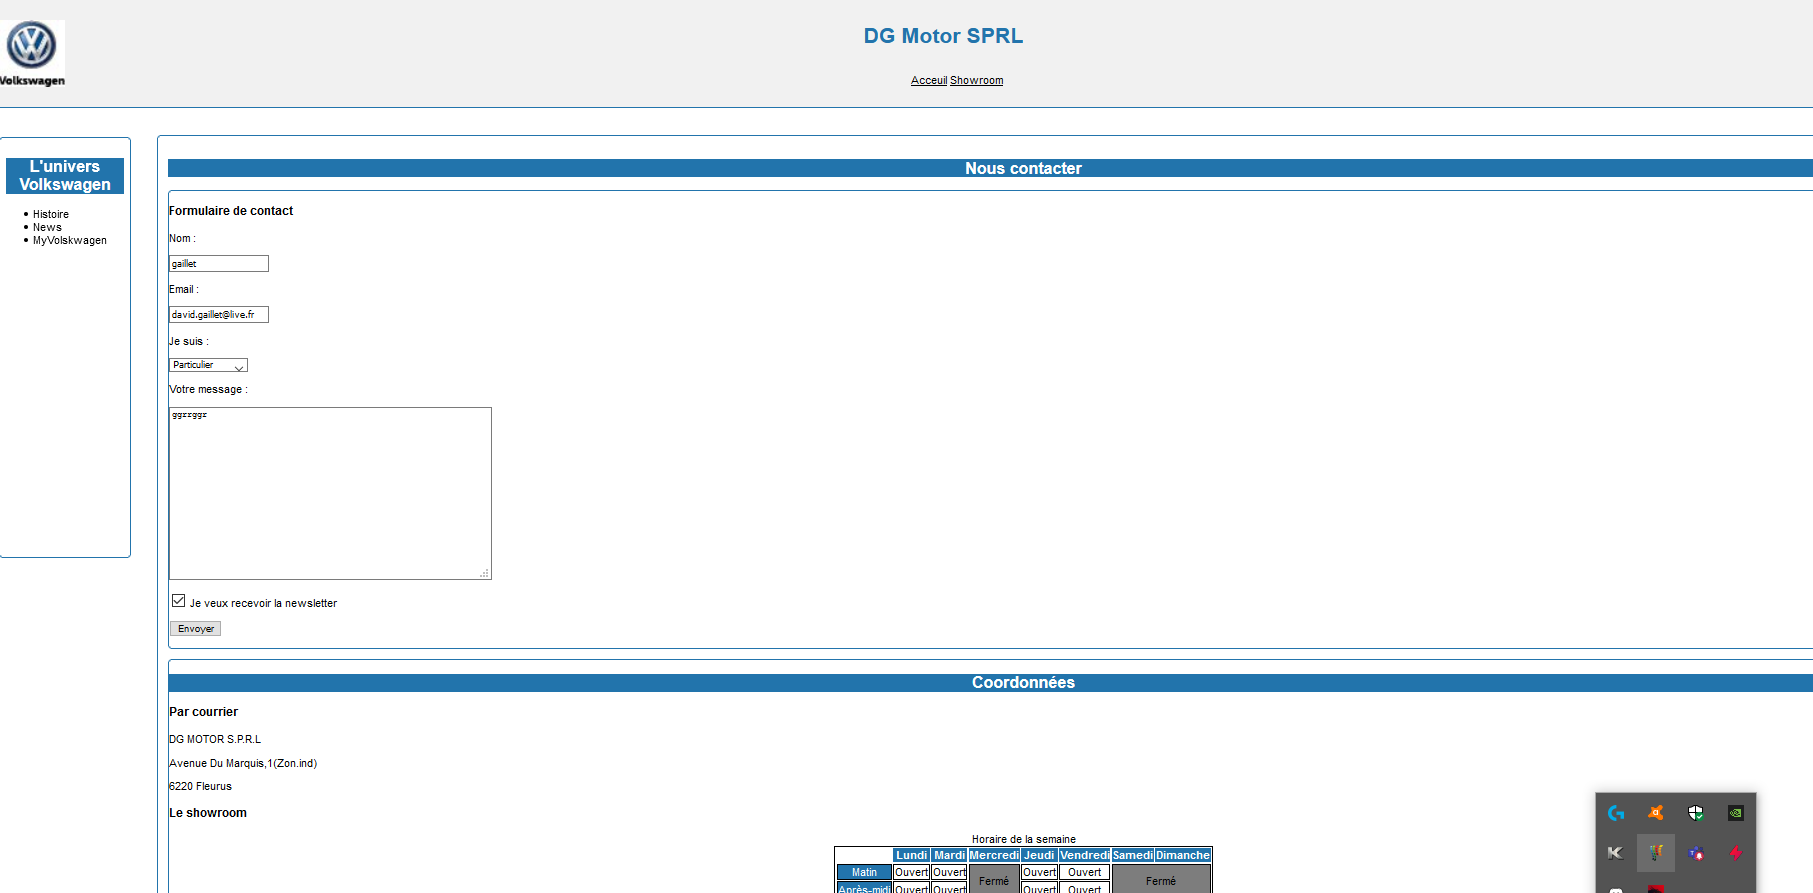 Volkswagen
DG Motor SPRL
Acceuil Showroom
L'univers
Volkswagen
Histoire
News
MyVolskwagen
Nous contacter
Formulaire de contact
Nom :
gaillet
Email :
david.gaillet@live.fr
Je suis :
Particulier
Votre message :
ggrrggr
Je veux recevoir la newsletter
Envoyer
Coordonnées
Par courrier
DG MOTOR S.P.R.L
Avenue Du Marquis,1(Zon.ind)
6220 Fleurus
Le showroom
Horaire de la semaine
Lundi Mardi Mercredi Jeudi Vendredi Samedi Dimanche
Matin Ouvert Ouvert Fermé Ouvert Ouvert Fermé
Après-midi Ouvert Ouvert Ouvert Ouvert